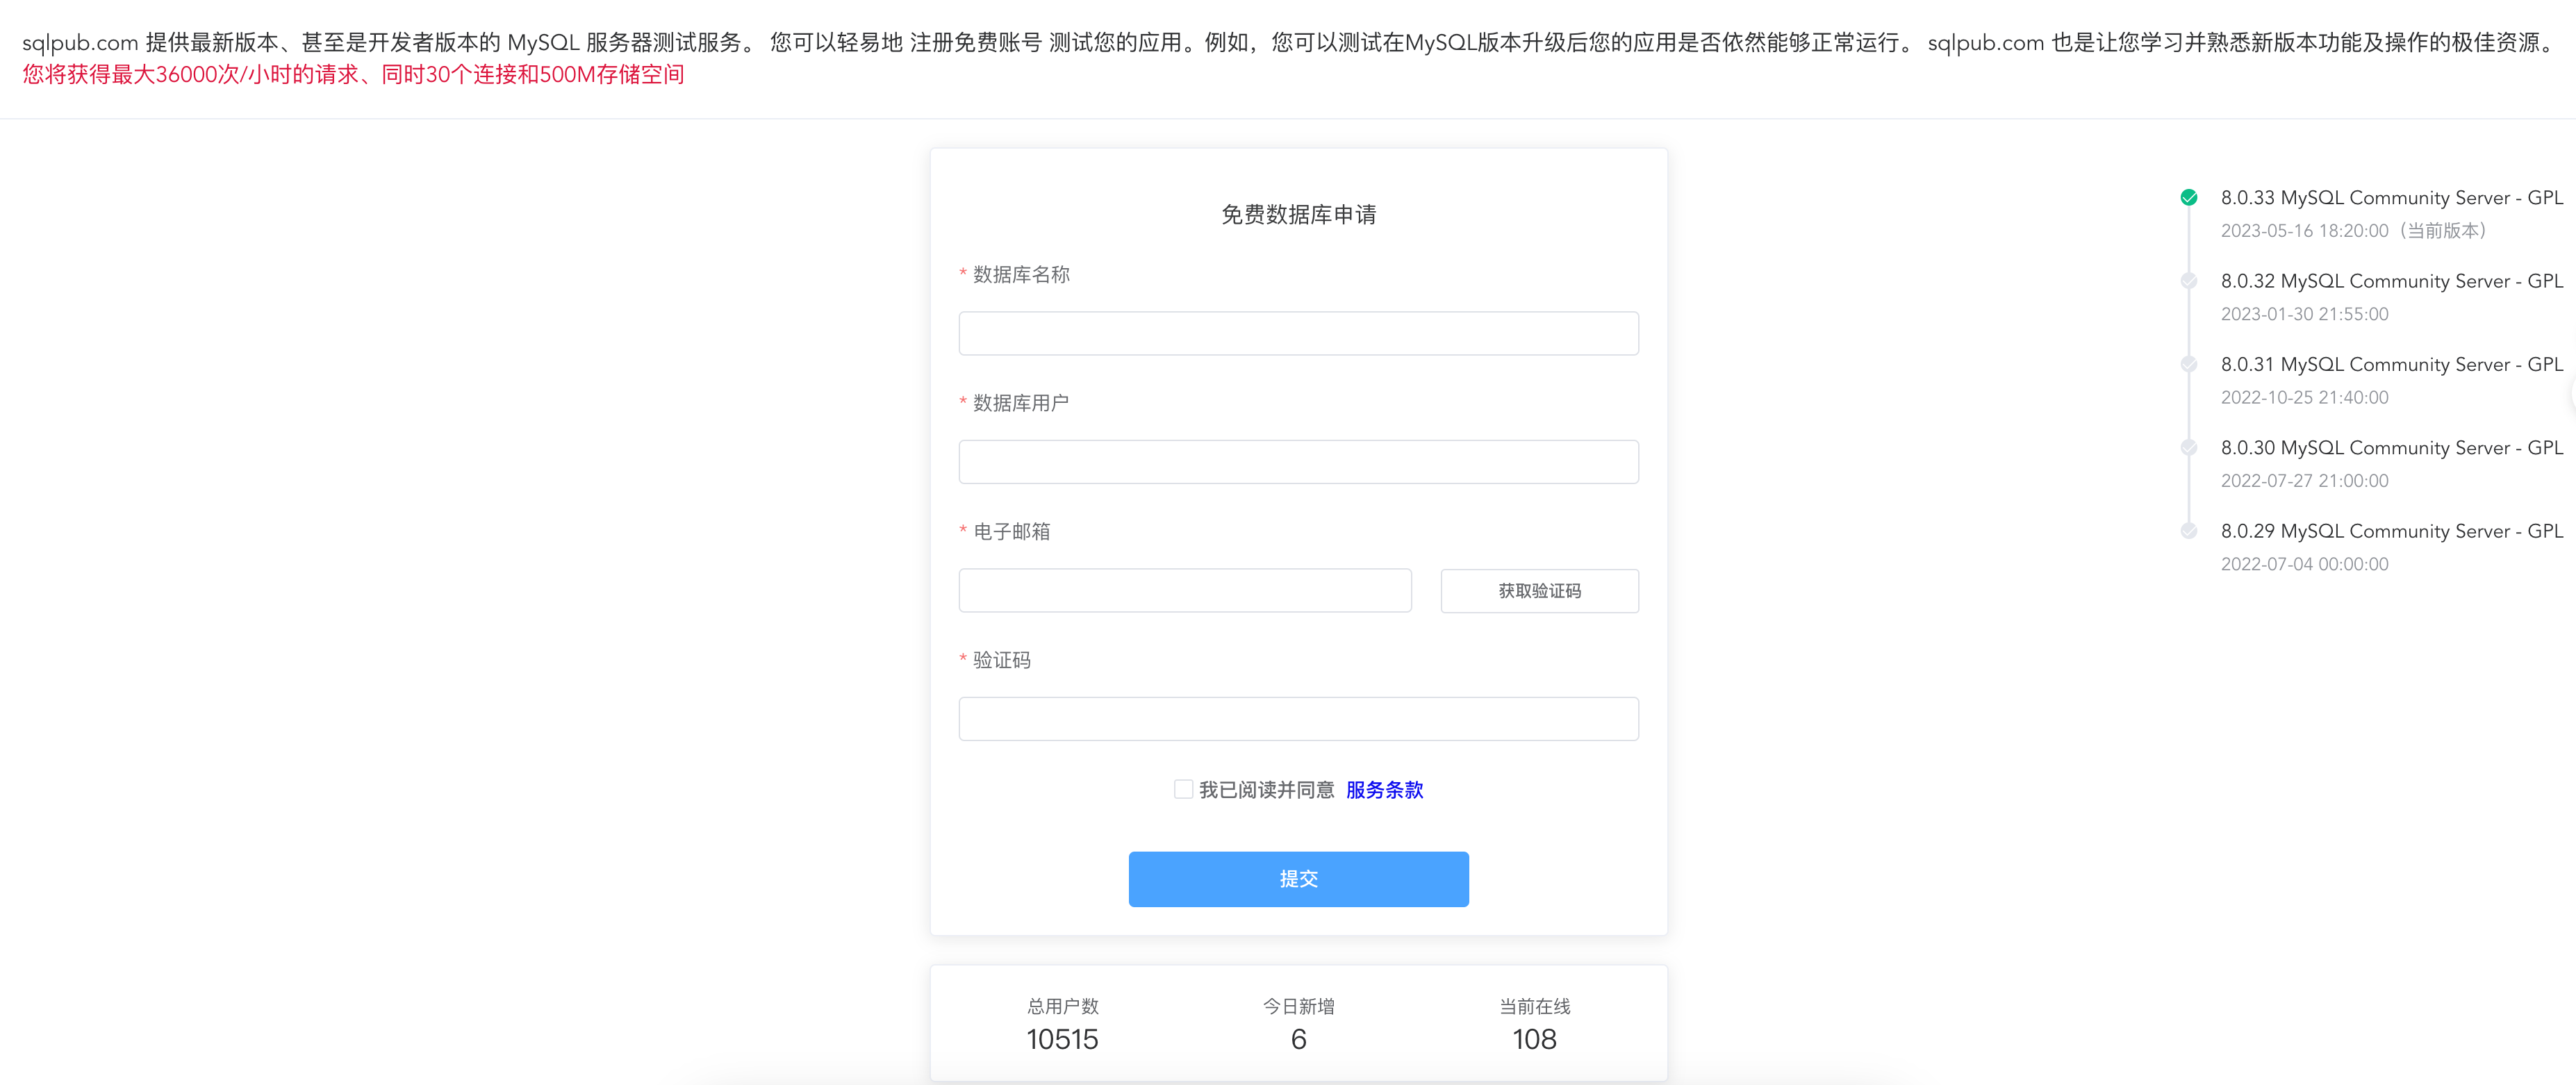 sqlpub.com 提供最新版本、甚至是开发者版本的 MySQL 服务器测试服务。 您可以轻易地 注册免费账号 测试您的应用。例如，您可以测试在MySQL版本升级后您的应用是否依然能够正常运行。 sqlpub.com 也是让您学习并熟悉新版本功能及操作的极佳资源。
您将获得最大36000次/小时的请求、同时30个连接和500M存储空间
免费数据库申请
* 数据库名称
* 数据库用户
* 电子邮箱
获取验证码
* 验证码
我已阅读并同意 服务条款
提交
总用户数 今日新增 当前在线
10515 6 108
8.0.33 MySQL Community Server - GPL
2023-05-16 18:20:00（当前版本）
8.0.32 MySQL Community Server - GPL
2023-01-30 21:55:00
8.0.31 MySQL Community Server - GPL
2022-10-25 21:40:00
8.0.30 MySQL Community Server - GPL
2022-07-27 21:00:00
8.0.29 MySQL Community Server - GPL
2022-07-04 00:00:00